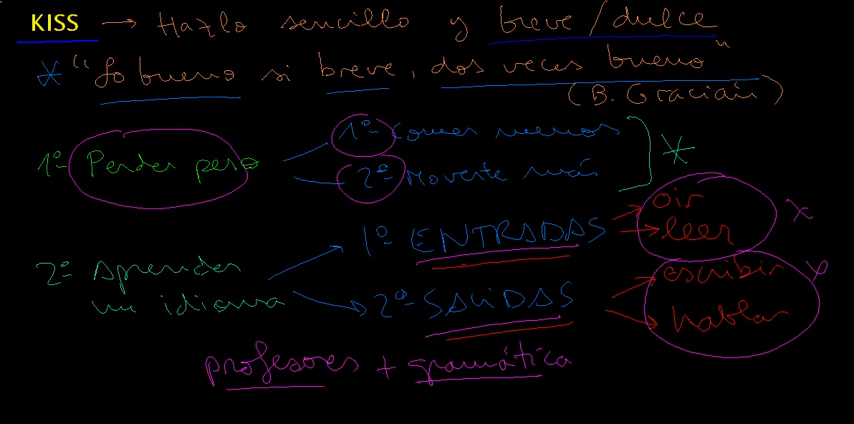 KISS → Hazlo sencillo y breve/dulce
* "Lo bueno si breve, dos veces bueno"
(B. Gracián)
1º- Perder peso
1º- Comer menos
2º Moverte más
*
2º Aprender
un idioma
1º ENTRADAS
oir
leer
x
2º- SALIDAS
escribir
hablar
profesores + gramática